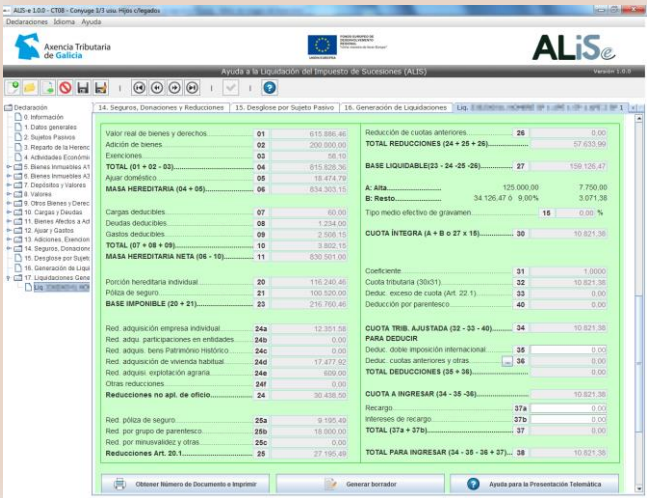 ALIS-e 1.0.0 - CT08 - Conyuge 1/3 usu. Hijos c/legados
Declaraciones Idioma Ayuda
Axencia Tributaria
de Galicia
UNIÓN EUROPEA
FONDO EUROPEO DE
DESENVOLVEMENTO
REXIONAL
ALiSe
Ayuda a la Liquidación del Impuesto de Sucesiones (ALIS)
Versión 1.0.0
Declaración
0. Información
1. Datos generales
2. Sujetos Pasivos
3. Reparto de la Herenc
4. Actividades Económi
5. Bienes Inmuebles A1
6. Bienes Inmuebles A3
7. Depósitos y Valores
8. Valores
9. Otros Bienes y Derec
10. Cargas y Deudas
11. Bienes Afectos a Ad
12. Ajuar y Gastos
13. Adiciones, Exencion
14. Seguros, Donacione
15. Desglose por Sujeto
16. Generación de Liqui
17. Liquidaciones Gene
Liq.
14. Seguros, Donaciones y Reducciones
15. Desglose por Sujeto Pasivo
16. Generación de Liquidaciones
Liq.
Valor real de bienes y derechos 01 615.886,46
Adición de bienes 02 200.000,00
Exenciones 03 58,10
TOTAL (01 + 02 - 03) 04 815.828,36
Ajuar doméstico 05 18.474,79
MASA HEREDITARIA (04 + 05) 06 834.303,15
Cargas deducibles 07 60,00
Deudas deducibles 08 1.234,00
Gastos deducibles 09 2.508,15
TOTAL (07 + 08 + 09) 10 3.802,15
MASA HEREDITARIA NETA (06 - 10) 11 830.501,00
Porción hereditaria individual 20 116.240,46
Póliza de seguro 21 100.520,00
BASE IMPONIBLE (20 + 21) 23 216.760,46
Red. adquisición empresa individual 24a 12.351,58
Red. adqu. participaciones en entidades 24b 0,00
Red. adquis. bens Património Histórico 24c 0,00
Red. adquisición de vivienda habitual 24d 17.477,92
Red. adquisi. explotación agraria 24e 609,00
Otras reducciones 24f 0,00
Reducciones no apl. de oficio 24 30.438,50
Red. póliza de seguro 25a 9.195,49
Red. por grupo de parentesco 25b 18.000,00
Red. por minusvalidez y otras 25c 0,00
Reducciones Art. 20.1 25 27.195,49
Reducción de cuotas anteriores 26 0,00
TOTAL REDUCCIONES (24 + 25 + 26) 57.633,99
BASE LIQUIDABLE(23 - 24 -25 -26) 27 159.126,47
A: Alta 125.000,00 7.750,00
B: Resto 34.126,47 ó 9,00% 3.071,38
Tipo medio efectivo de gravamen 15 0,00 %
CUOTA ÍNTEGRA (A + B o 27 x 15) 30 10.821,38
Coeficiente 31 1,0000
Cuota tributaria (30x31) 32 10.821,38
Deduc. exceso de cuota (Art. 22.1) 33 0,00
Deducción por parentesco 40 0,00
CUOTA TRIB. AJUSTADA (32 - 33 - 40) 34 10.821,38
PARA DEDUCIR
Deduc. doble imposición internacional 35 0,00
Deduc. cuotas anteriores y otras ... 36 0,00
TOTAL DEDUCCIONES (35 + 36) 0,00
CUOTA A INGRESAR (34 - 35 -36) 10.821,38
Recargo 37a 0,00
Intereses de recargo 37b 0,00
TOTAL (37a + 37b) 37 0,00
TOTAL PARA INGRESAR (34 - 35 - 36 + 37) 38 10.821,38
Obtener Número de Documento e Imprimir
Generar borrador
Ayuda para la Presentación Telemática